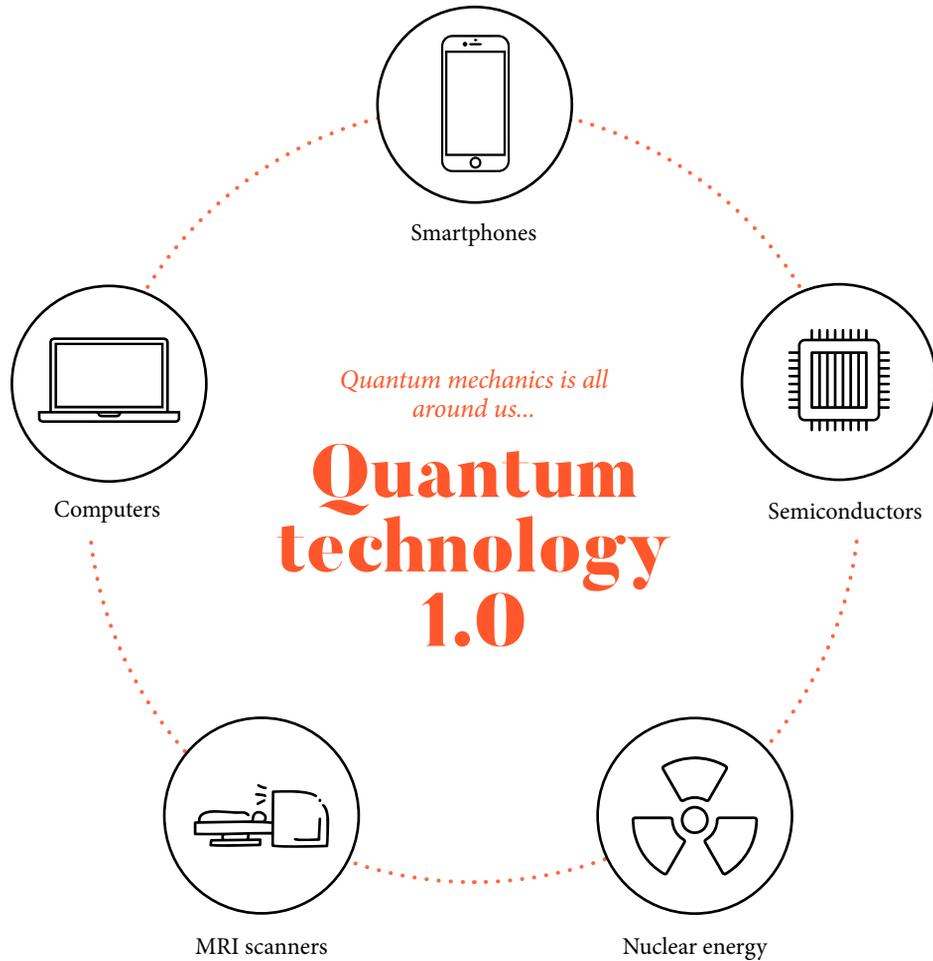 Smartphones
Quantum mechanics is all
around us...
Quantum
technology
1.0
Computers
Semiconductors
MRI scanners
Nuclear energy